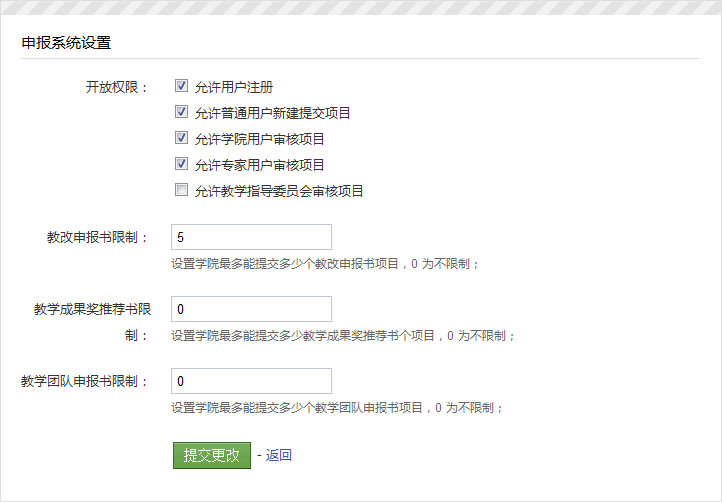 申报系统设置
开放权限：
允许用户注册
允许普通用户新建提交项目
允许学院用户审核项目
允许专家用户审核项目
允许教学指导委员会审核项目
教改申报书限制：
5
设置学院最多能提交多少个教改申报书项目，0 为不限制；
教学成果奖推荐书限
制：
0
设置学院最多能提交多少教学成果奖推荐书个项目，0 为不限制；
教学团队申报书限制：
0
设置学院最多能提交多少个教学团队申报书项目，0 为不限制；
提交更改 - 返回